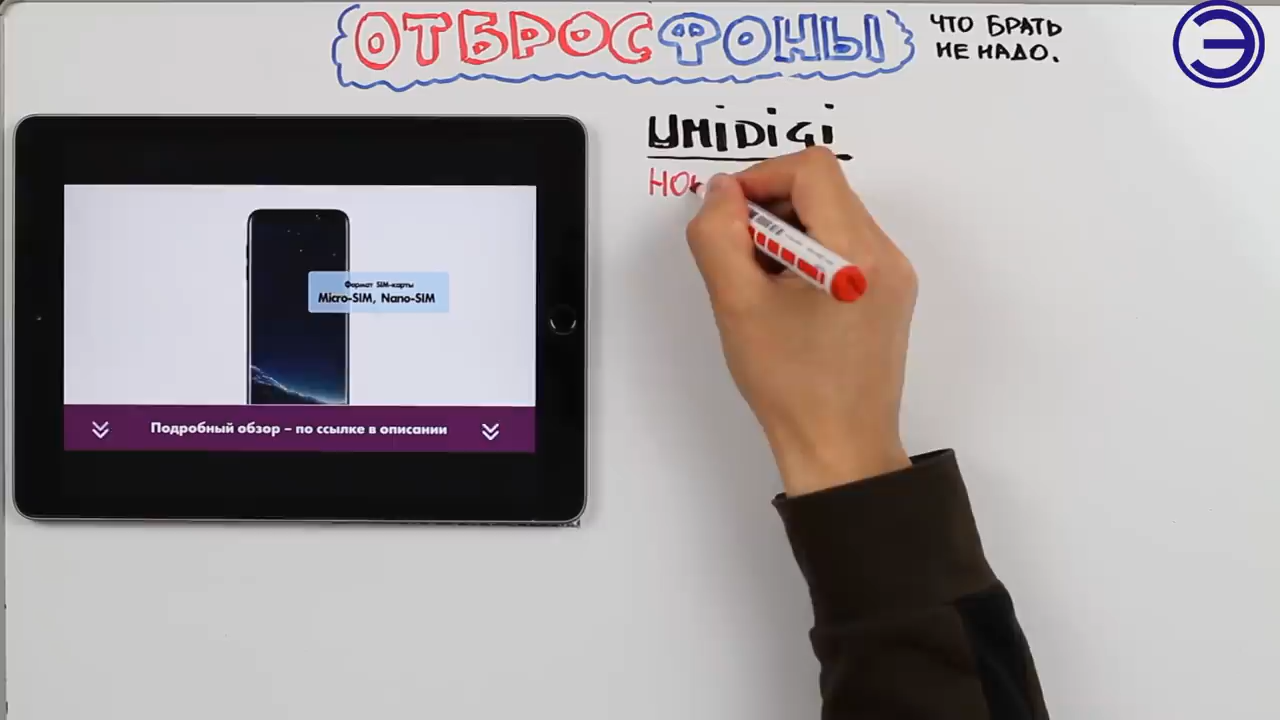 ОТБРОСФОНЫ
ЧТО БРАТЬ
НЕ НАДО.
Э
UMiDiGi
Формат SIM-карты
Micro-SIM, Nano-SIM
Подробный обзор – по ссылке в описании